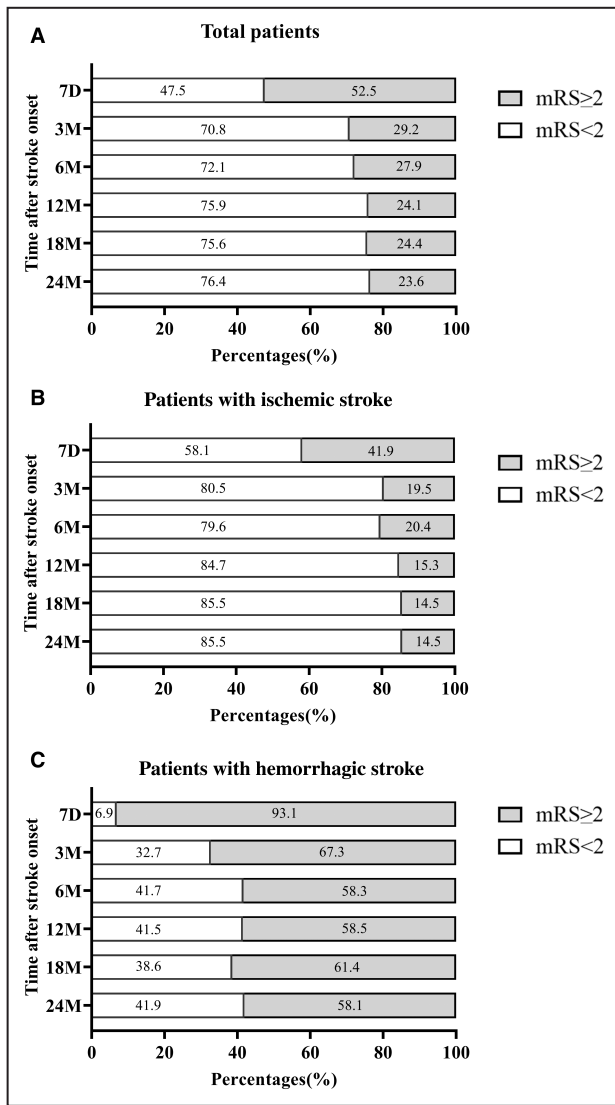 A
Total patients
Time after stroke onset
7D 47.5 52.5
3M 70.8 29.2
6M 72.1 27.9
12M 75.9 24.1
18M 75.6 24.4
24M 76.4 23.6
0 20 40 60 80 100
Percentages(%)
mRS≥2
mRS<2
B
Patients with ischemic stroke
Time after stroke onset
7D 58.1 41.9
3M 80.5 19.5
6M 79.6 20.4
12M 84.7 15.3
18M 85.5 14.5
24M 85.5 14.5
0 20 40 60 80 100
Percentages(%)
mRS≥2
mRS<2
C
Patients with hemorrhagic stroke
Time after stroke onset
7D 6.9 93.1
3M 32.7 67.3
6M 41.7 58.3
12M 41.5 58.5
18M 38.6 61.4
24M 41.9 58.1
0 20 40 60 80 100
Percentages(%)
mRS≥2
mRS<2